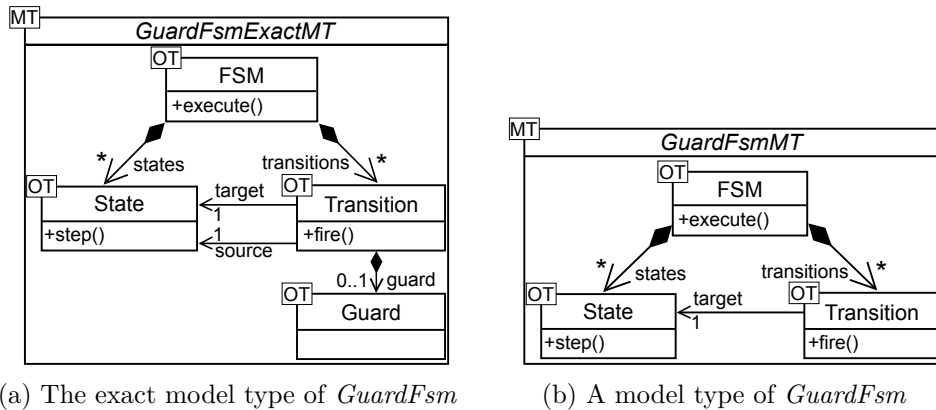 MT
GuardFsmExactMT
OT
FSM
+execute()
* states
transitions *
OT
State
+step()
target
1
1
source
OT
Transition
+fire()
0..1 guard
OT
Guard
(a) The exact model type of GuardFsm
MT
GuardFsmMT
OT
FSM
+execute()
* states
transitions *
OT
State
+step()
target
1
OT
Transition
+fire()
(b) A model type of GuardFsm